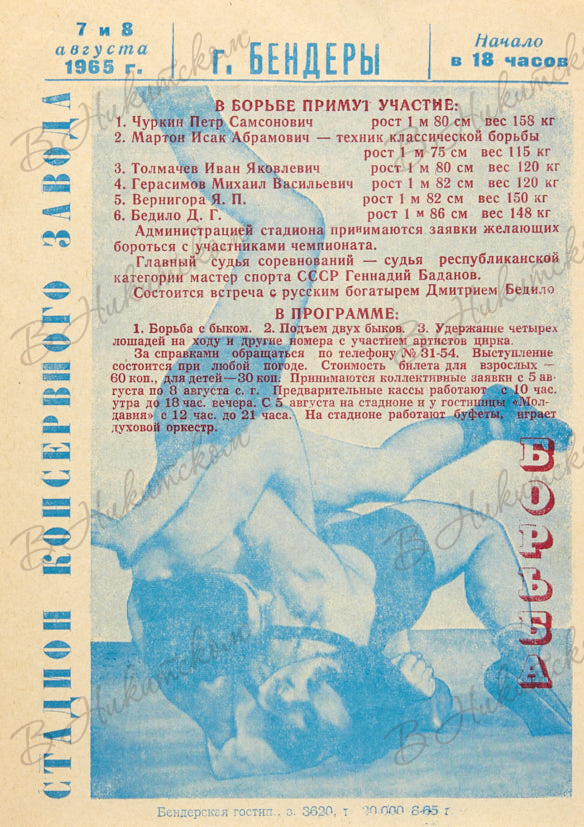 7 и 8
августа
1965 г.
г. БЕНДЕРЫ
Начало
в 18 часов
СТАДИОН КОНСЕРВНОГО ЗАВОДА
В БОРЬБЕ ПРИМУТ УЧАСТИЕ:
1. Чуркин Петр Самсонович рост 1 м 80 см вес 158 кг
2. Мартон Исак Абрамович — техник классической борьбы
рост 1 м 75 см вес 115 кг
3. Толмачев Иван Яковлевич рост 1 м 80 см вес 120 кг
4. Герасимов Михаил Васильевич рост 1 м 82 см вес 120 кг
5. Вернигора Я. П. рост 1 м 82 см вес 150 кг
6. Бедило Д. Г. рост 1 м 86 см вес 148 кг
Администрацией стадиона принимаются заявки желающих
бороться с участниками чемпионата.
Главный судья соревнований — судья республиканской
категории мастер спорта СССР Геннадий Баданов.
Состоится встреча с русским богатырем Дмитрием Бедило
В ПРОГРАММЕ:
1. Борьба с быком. 2. Подъем двух быков. 3. Удержание четырех
лошадей на ходу и другие номера с участием артистов цирка.
За справками обращаться по телефону № 31-54. Выступление
состоится при любой погоде. Стоимость билета для взрослых —
60 коп., для детей—30 коп. Принимаются коллективные заявки с 5 авгу-
ста по 8 августа с. г. Предварительные кассы работают с 10 час.
утра до 18 час. вечера. С 5 августа на стадионе и у гостиницы «Мол-
давия» с 12 час. до 21 часа. На стадионе работают буфеты, играет
духовой оркестр.
БОРЬБА
Бендерскаяготип., з. 3620, т 20.000 8-65 г.
В Никитском